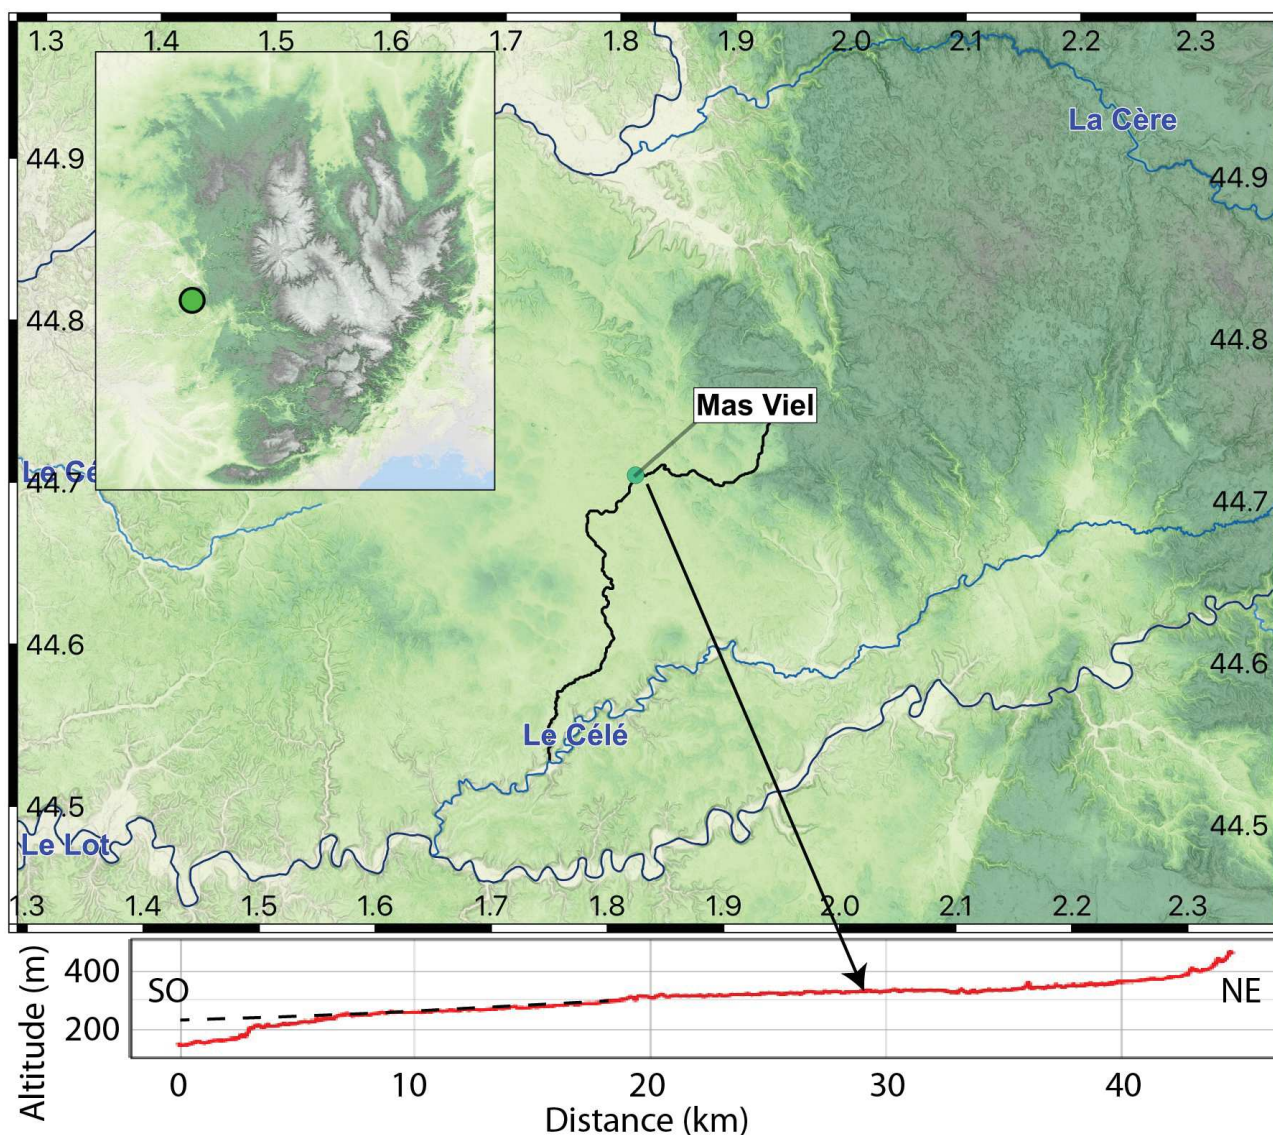 1.3 1.4 1.5 1.6 1.7 1.8 1.9 2.0 2.1 2.2 2.3
La Cère
44.9 44.9
44.8 44.8
Mas Viel
Le Cé
44.7 44.7
44.6 44.6
Le Célé
44.5 44.5
Le Lot
1.3 1.4 1.5 1.6 1.7 1.8 1.9 2.0 2.1 2.2 2.3
Altitude (m)
400
200
SO NE
0 10 20 30 40
Distance (km)